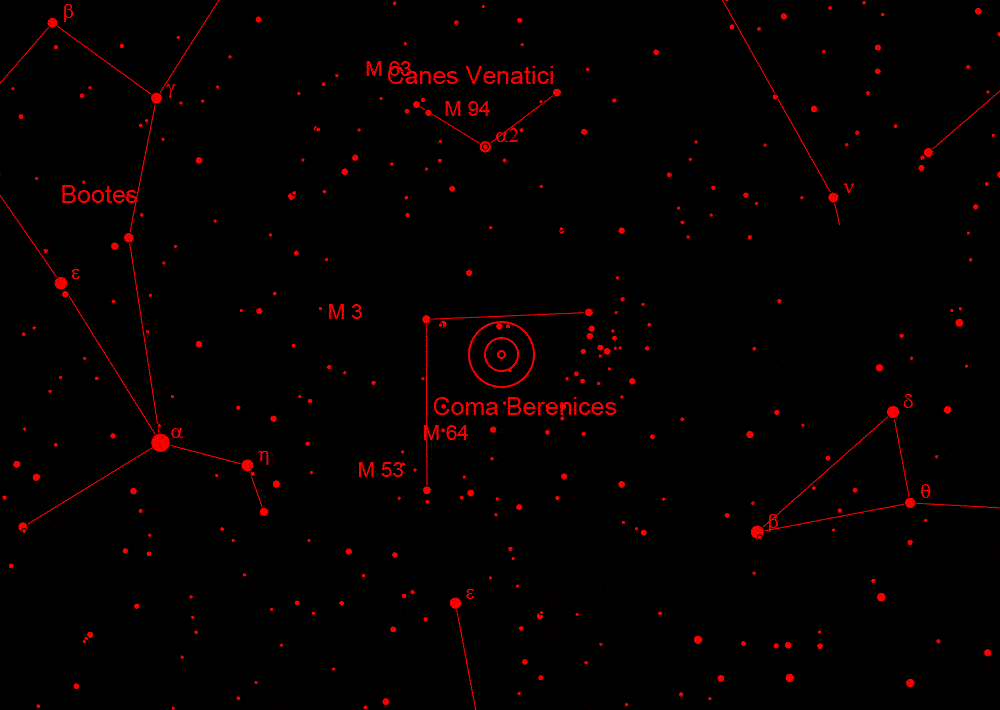 β
M 63
Canes Venatici
γ
M 94
α2
Bootes
ν
ε
M 3
δ
Coma Berenices
α
M 64
η
M 53
θ
β
ε